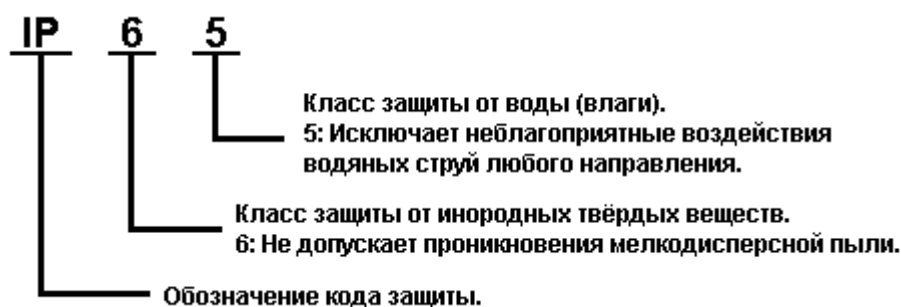 IP 6 5
Класс защиты от воды (влаги).
5: Исключает неблагоприятные воздействия
водяных струй любого направления.
Класс защиты от инородных твёрдых веществ.
6: Не допускает проникновения мелкодисперсной пыли.
Обозначение кода защиты.